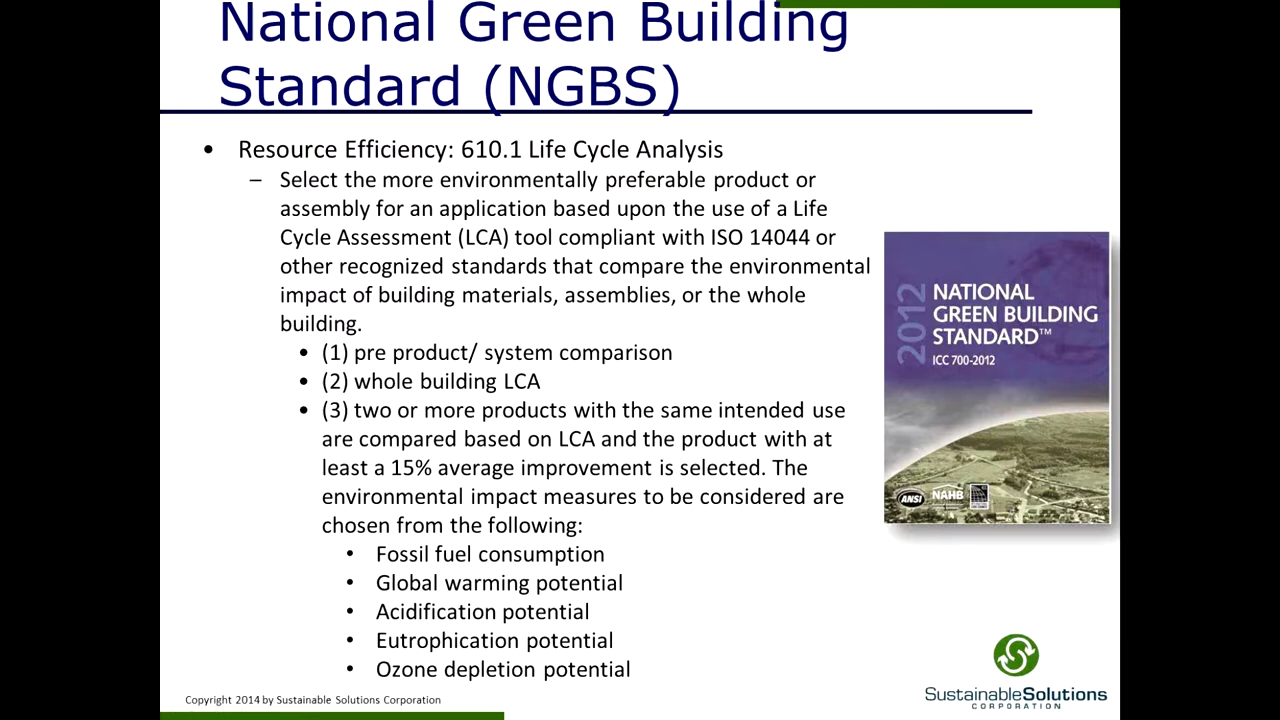 National Green Building
Standard (NGBS)
• Resource Efficiency: 610.1 Life Cycle Analysis
– Select the more environmentally preferable product or
assembly for an application based upon the use of a Life
Cycle Assessment (LCA) tool compliant with ISO 14044 or
other recognized standards that compare the environmental
impact of building materials, assemblies, or the whole
building.
• (1) pre product/ system comparison
• (2) whole building LCA
• (3) two or more products with the same intended use
are compared based on LCA and the product with at
least a 15% average improvement is selected. The
environmental impact measures to be considered are
chosen from the following:
• Fossil fuel consumption
• Global warming potential
• Acidification potential
• Eutrophication potential
• Ozone depletion potential
2012
NATIONAL
GREEN BUILDING
STANDARD™
ICC 700-2012
ANSI
NAHB
SustainableSolutions
CORPORATION
Copyright 2014 by Sustainable Solutions Corporation